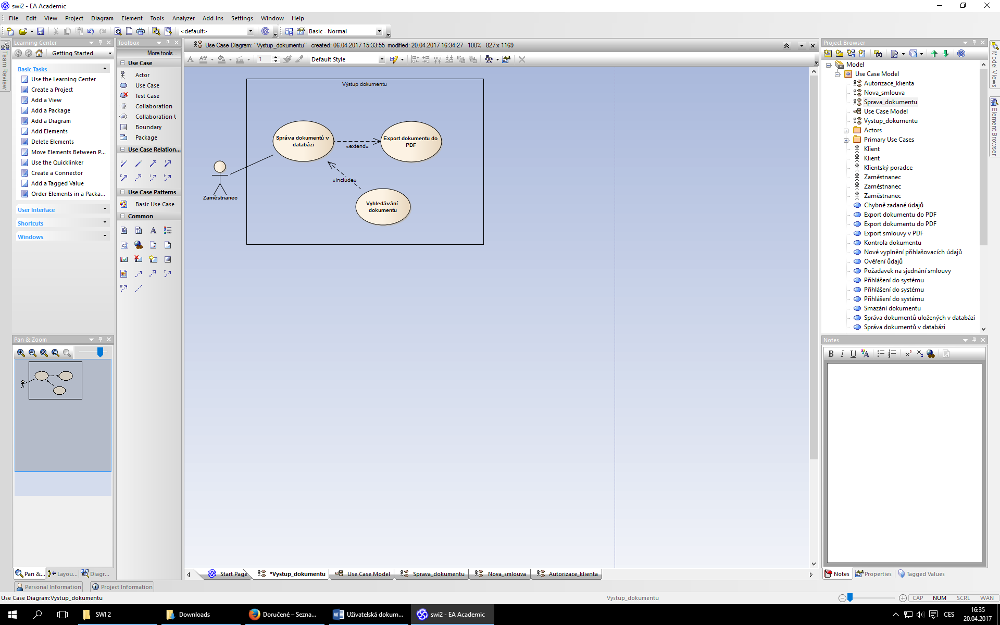 swi2 - EA Academic
File Edit View Project Diagram Element Tools Analyzer Add-Ins Settings Window Help
<default>
Basic - Normal
Team Review
Learning Center
Getting Started
Basic Tasks
Use the Learning Center
Create a Project
Add a View
Add a Package
Add a Diagram
Add Elements
Delete Elements
Move Elements Between P...
Use the Quicklinker
Create a Connector
Add a Tagged Value
Order Elements in a Packa...
User Interface
Shortcuts
Windows
Pan & Zoom
Pan &... Layou... Diagr...
Personal Information Project Information
Toolbox
More tools...
Use Case
Actor
Use Case
Test Case
Collaboration
Collaboration U
Boundary
Package
Use Case Relation...
Use Case Patterns
Basic Use Case
Common
Use Case Diagram: "Vystup_dokumentu" created: 06.04.2017 15:33:55 modified: 20.04.2017 16:34:27 100% 827 x 1169
1
Default Style
Výstup dokumentu
Správa dokumentů v
databázi
«extend»
Export dokumentu do
PDF
«include»
Vyhledávání
dokumentu
Zaměstnanec
Start Page *Vystup_dokumentu Use Case Model Sprava_dokumentu Nova_smlouva Autorizace_klienta
Project Browser
Model
Use Case Model
Autorizace_klienta
Nova_smlouva
Sprava_dokumentu
Use Case Model
Vystup_dokumentu
Actors
Primary Use Cases
Klient
Klient
Klientský poradce
Zaměstnanec
Zaměstnanec
Zaměstnanec
Chybně zadané údajů
Export dokumentu do PDF
Export dokumentu do PDF
Export smlouvy v PDF
Kontrola dokumentu
Nové vyplnění přihlašovacích údajů
Ověření ůdajů
Požadavek na sjednání smlouvy
Přihlášení do systému
Přihlášení do systému
Přihlášení do systému
Smazání dokumentu
Správa dokumentů uložených v databázi
Správa dokumentů v databázi
Notes
B I U
Notes Properties Tagged Values
Model Views
Element Browser
Use Case Diagram:Vystup_dokumentu
Vystup_dokumentu
CAP NUM SCRL WAN
SWI 2
Downloads
Doručené – Sezna...
Uživatelská dokum...
swi2 - EA Academic
CES
16:35
20.04.2017